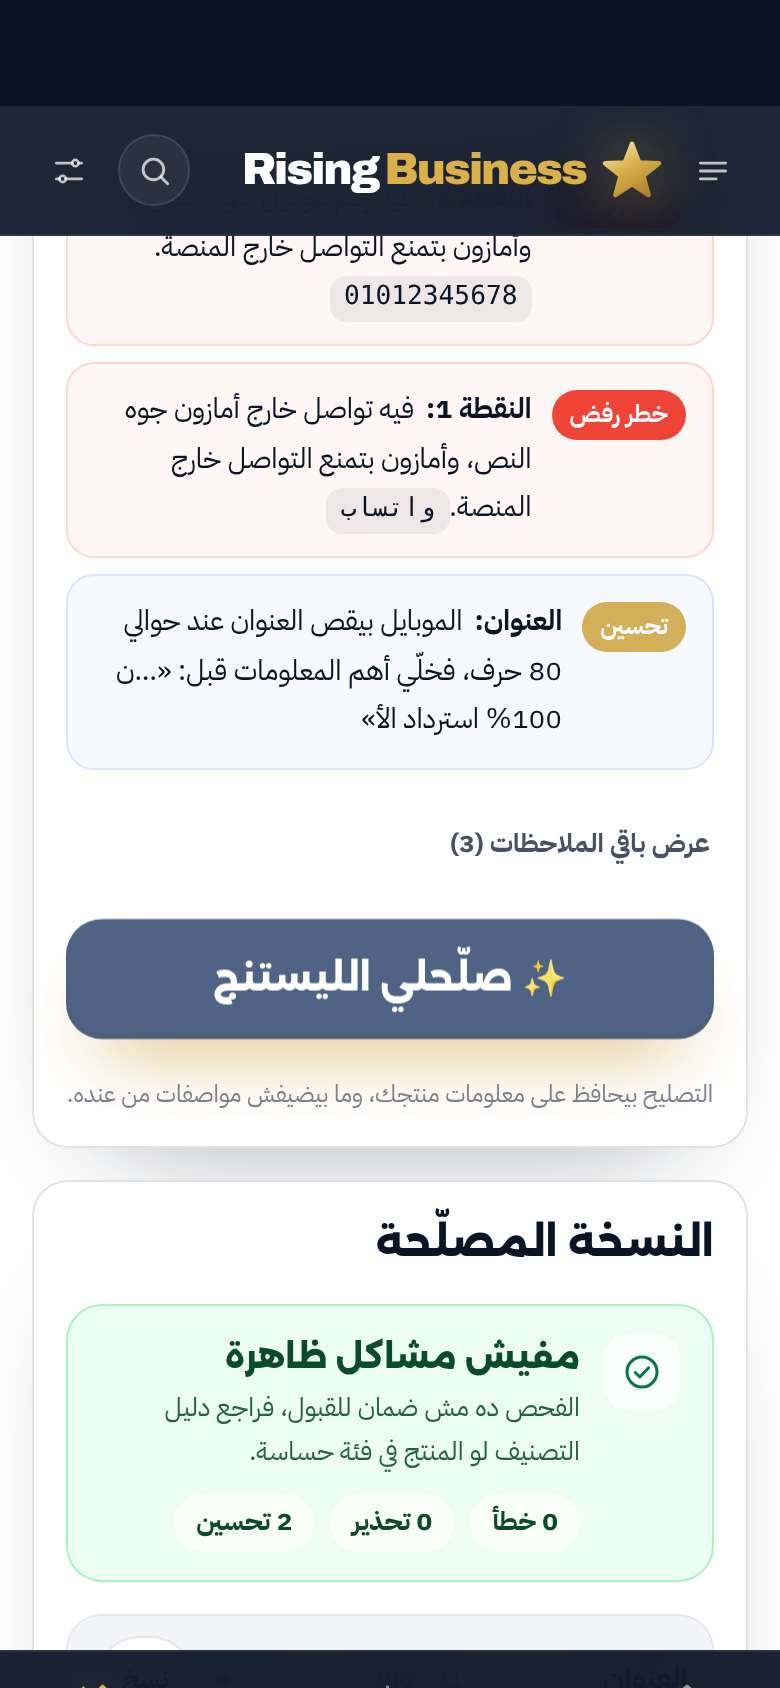 Rising Business
وأمازون بتمنع التواصل خارج المنصة.
01012345678
خطر رفض
النقطة 1: فيه تواصل خارج أمازون جوه
النص، وأمازون بتمنع التواصل خارج
المنصة. واتساب
تحسين
العنوان: الموبايل بيقص العنوان عند حوالي
80 حرف، فخلّي أهم المعلومات قبل: «...ن
100% استرداد الأ»
عرض باقي الملاحظات (3)
✨ صلّحلي الليستنج
التصليح بيحافظ على معلومات منتجك، وما بيضيفش مواصفات من عنده.
النسخة المصلّحة
مفيش مشاكل ظاهرة
الفحص ده مش ضمان للقبول، فراجع دليل
التصنيف لو المنتج في فئة حساسة.
0 خطأ
0 تحذير
2 تحسين
العنوان
نسخ